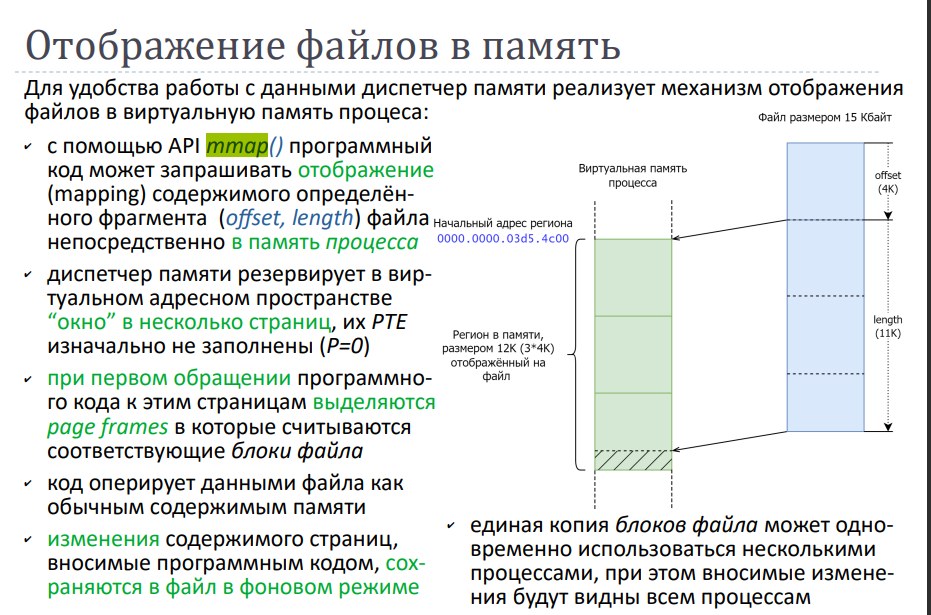 Отображение файлов в память
Для удобства работы с данными диспетчер памяти реализует механизм отображения
файлов в виртуальную память процеса:
✔ с помощью API mmap() программный
код может запрашивать отображение
(mapping) содержимого определён-
ного фрагмента (offset, length) файла
непосредственно в память процесса
✔ диспетчер памяти резервирует в вир-
туальном адресном пространстве
“окно” в несколько страниц, их PTE
изначально не заполнены (P=0)
✔ при первом обращении программно-
го кода к этим страницам выделяются
page frames в которые считываются
соответствующие блоки файла
✔ код оперирует данными файла как
обычным содержимым памяти
✔ изменения содержимого страниц,
вносимые программным кодом, сох-
раняются в файл в фоновом режиме
Файл размером 15 Кбайт
Виртуальная память
процесса
offset
(4K)
Начальный адрес региона
0000.0000.03d5.4c00
length
(11K)
Регион в памяти,
размером 12K (3*4K)
отображённый на
файл
✔ единая копия блоков файла может одно-
временно использоваться несколькими
процессами, при этом вносимые измене-
ния будут видны всем процессам